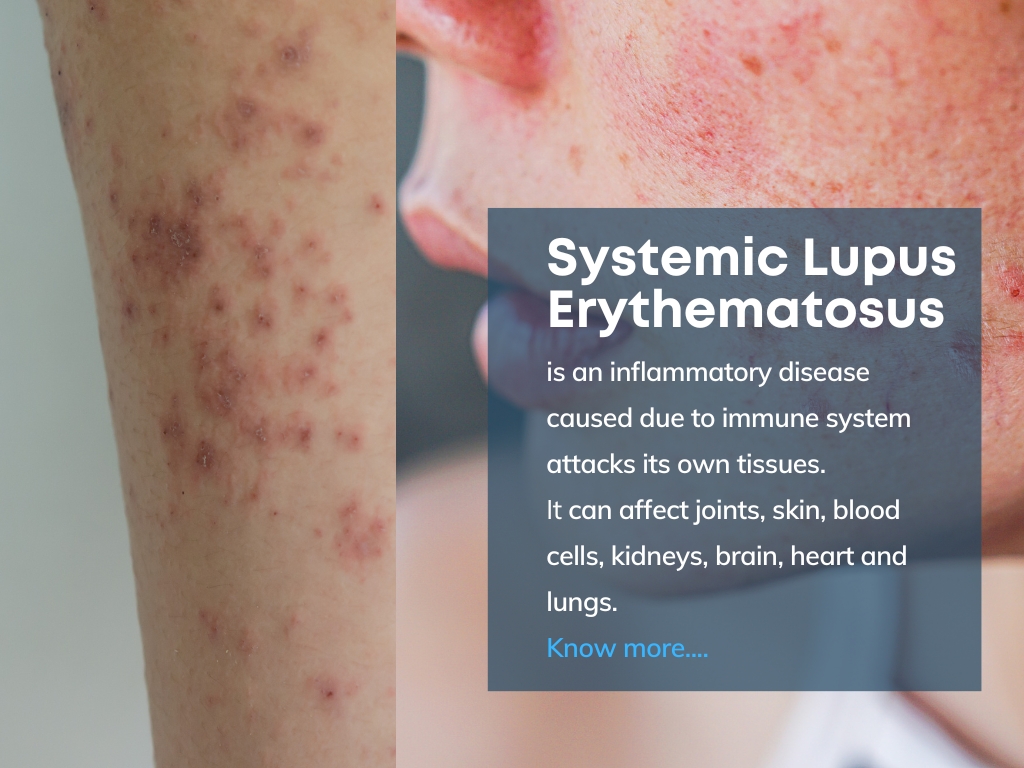 Systemic Lupus
Erythematosus
is an inflammatory disease
caused due to immune system
attacks its own tissues.
It can affect joints, skin, blood
cells, kidneys, brain, heart and
lungs.
Know more....